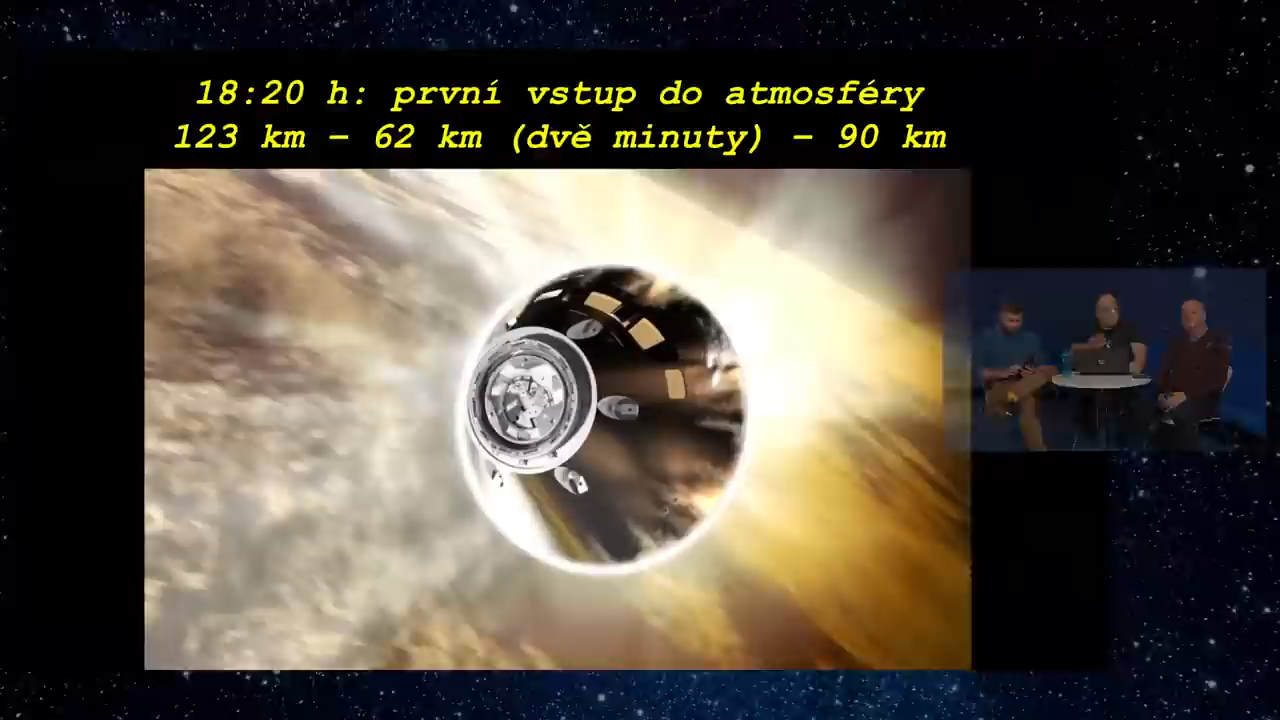 18:20 h: první vstup do atmosféry
123 km – 62 km (dvě minuty) – 90 km